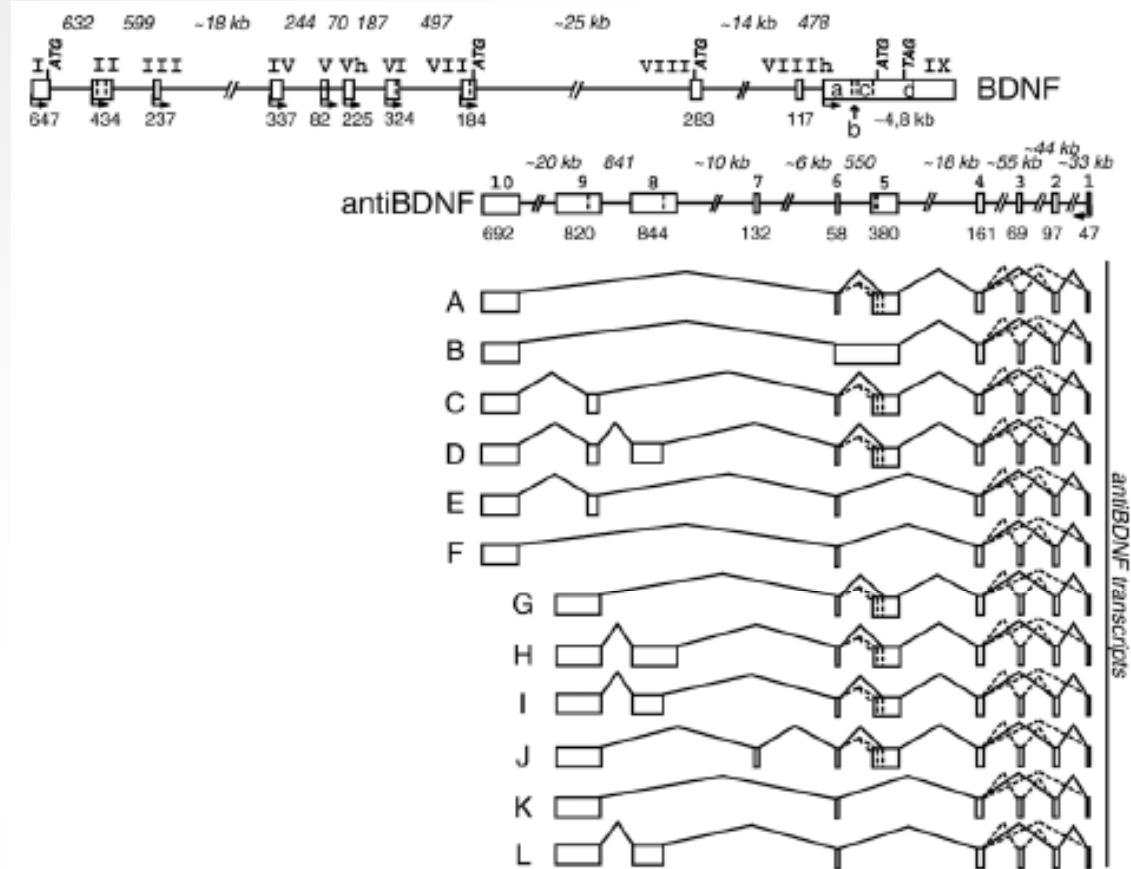 632 599 ~18 kb 244 70 187 497 ~25 kb ~14 kb 478
ATG ATG ATG ATG TAG
I II III IV V Vh VI VII VIII VIIIh IX
a c d BDNF
647 434 237 337 82 225 324 184 283 117 b ~4,8 kb
~20 kb 841 ~10 kb ~6 kb 550 ~18 kb ~55 kb ~44 kb ~33 kb
10 9 8 7 6 5 4 3 2 1
antiBDNF
692 820 844 132 58 380 161 69 97 47
A
B
C
D
E
F
G
H
I
J
K
L
antiBDNF transcripts